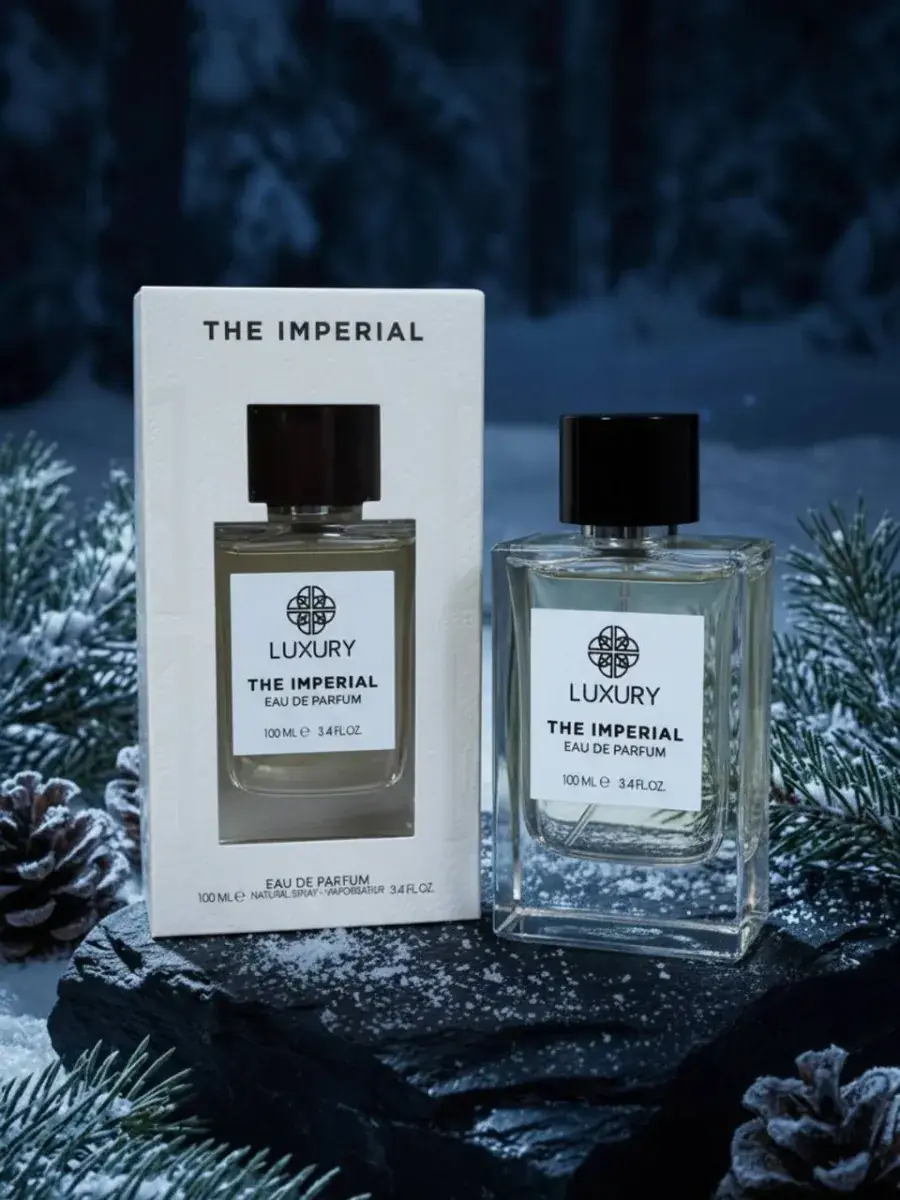 THE IMPERIAL
LUXURY
THE IMPERIAL
EAU DE PARFUM
100 ML ℮ 3.4 FL.OZ.
EAU DE PARFUM
100 ML ℮ NATURAL SPRAY - VAPORISATEUR 3.4 FL.OZ.
LUXURY
THE IMPERIAL
EAU DE PARFUM
100 ML ℮ 3.4 FL.OZ.